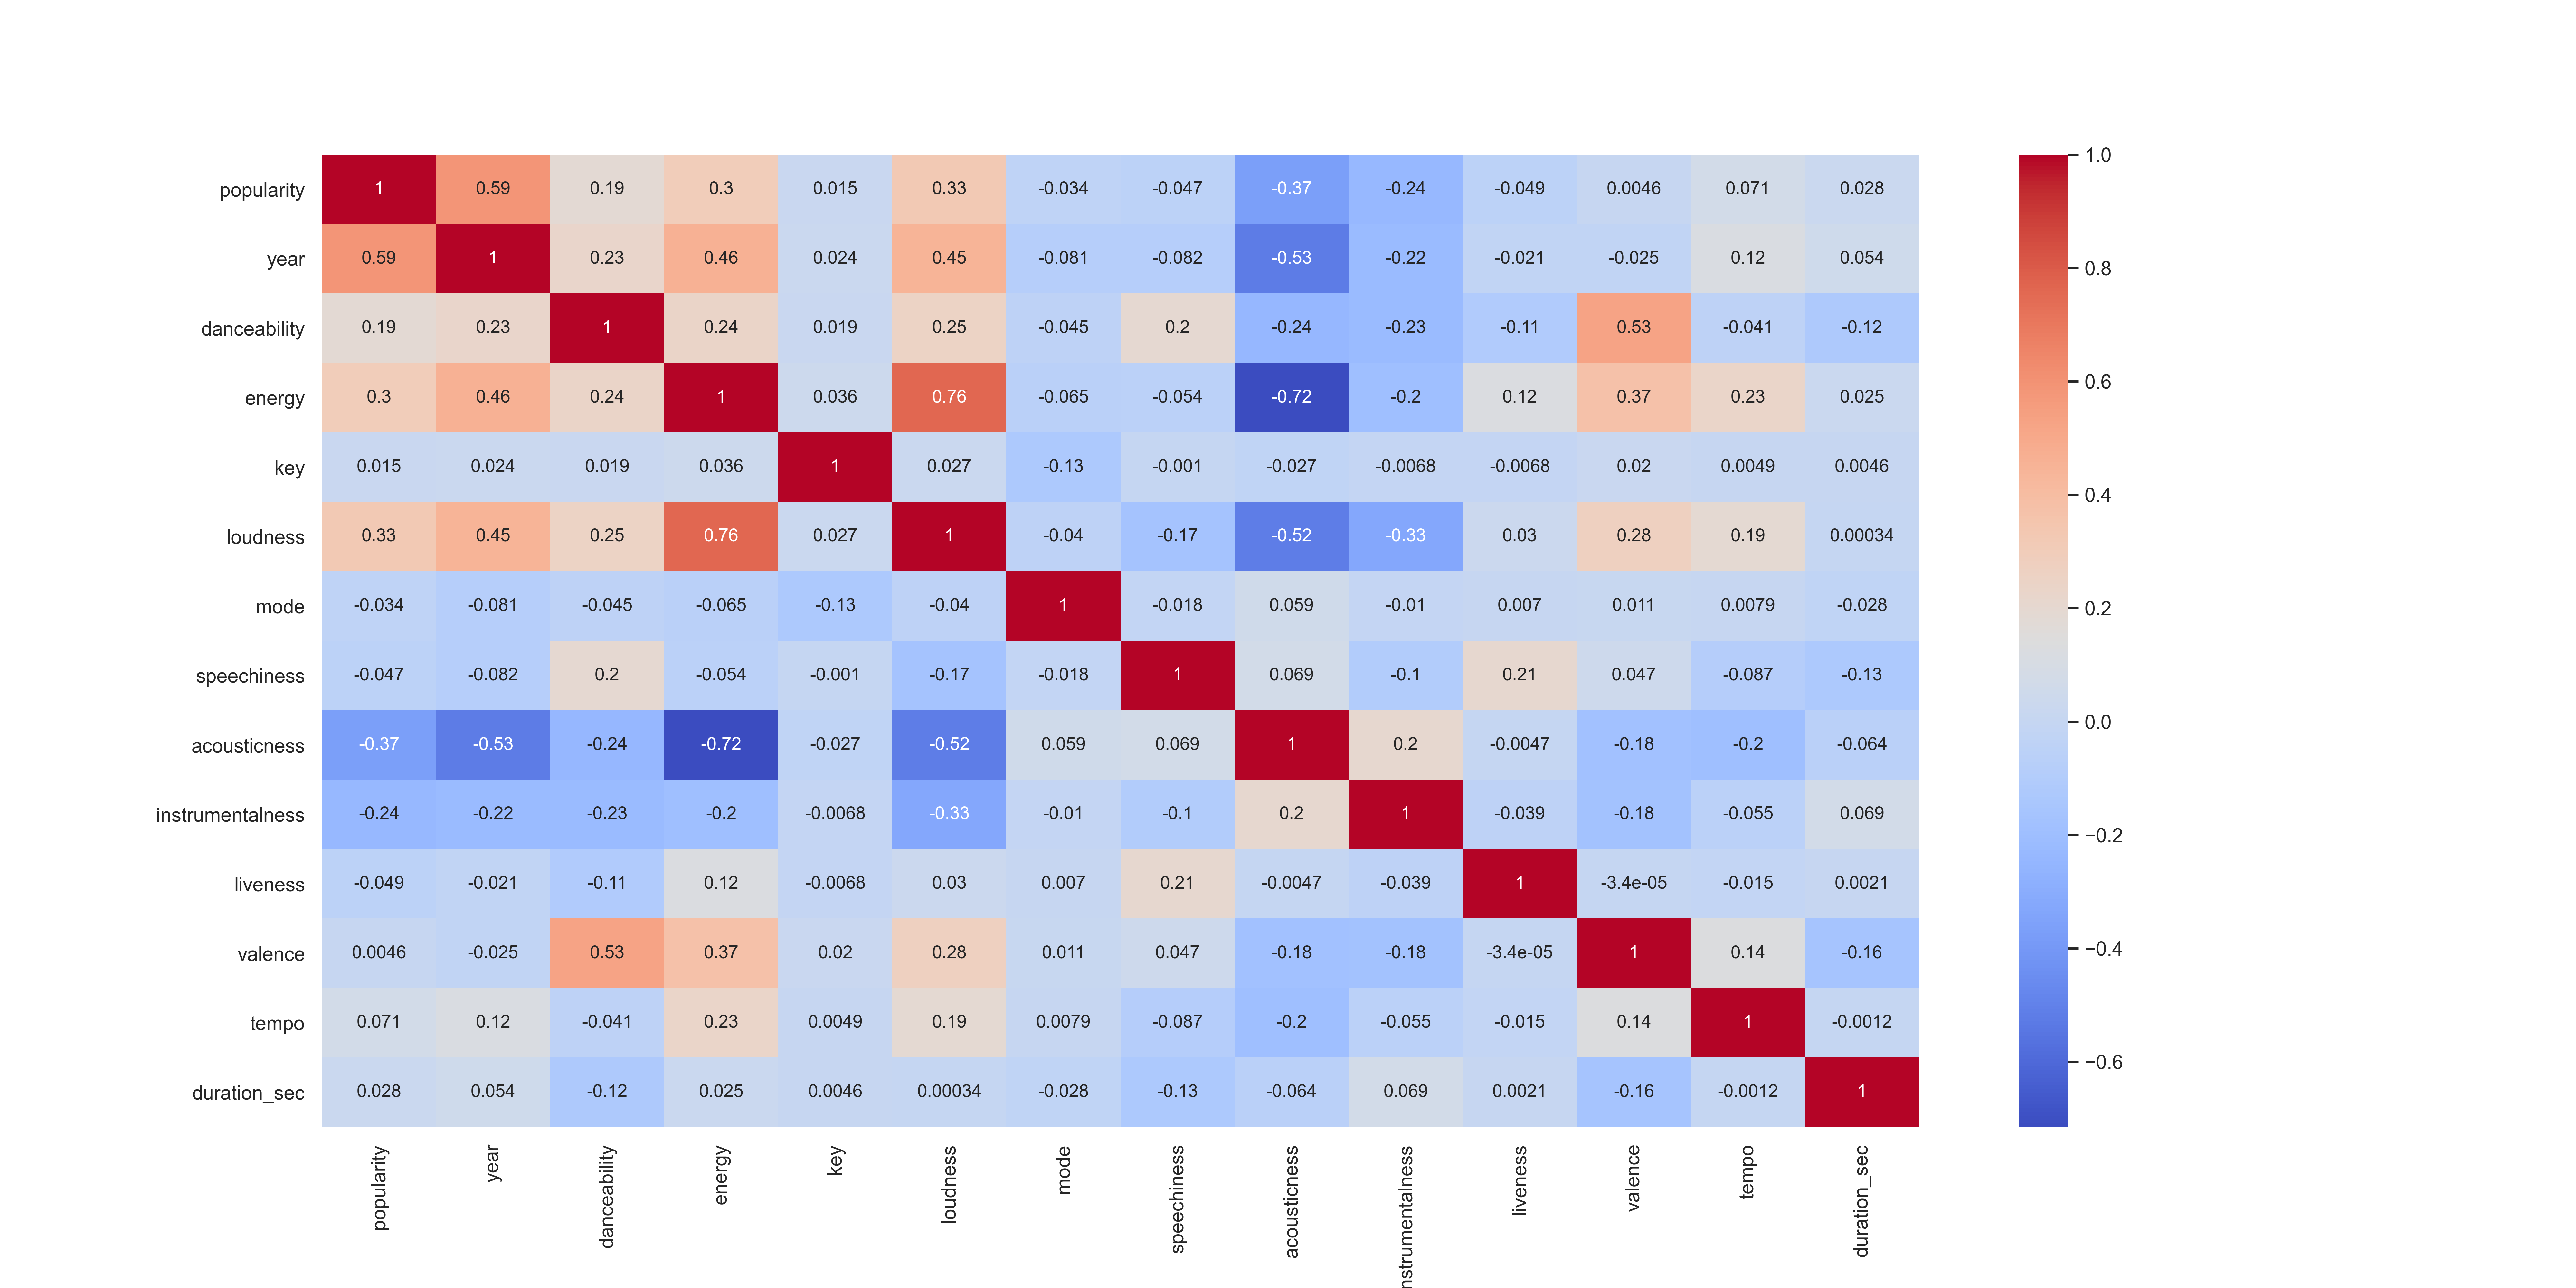 popularity 1 0.59 0.19 0.3 0.015 0.33 -0.034 -0.047 -0.37 -0.24 -0.049 0.0046 0.071 0.028
year 0.59 1 0.23 0.46 0.024 0.45 -0.081 -0.082 -0.53 -0.22 -0.021 -0.025 0.12 0.054
danceability 0.19 0.23 1 0.24 0.019 0.25 -0.045 0.2 -0.24 -0.23 -0.11 0.53 -0.041 -0.12
energy 0.3 0.46 0.24 1 0.036 0.76 -0.065 -0.054 -0.72 -0.2 0.12 0.37 0.23 0.025
key 0.015 0.024 0.019 0.036 1 0.027 -0.13 -0.001 -0.027 -0.0068 -0.0068 0.02 0.0049 0.0046
loudness 0.33 0.45 0.25 0.76 0.027 1 -0.04 -0.17 -0.52 -0.33 0.03 0.28 0.19 0.00034
mode -0.034 -0.081 -0.045 -0.065 -0.13 -0.04 1 -0.018 0.059 -0.01 0.007 0.011 0.0079 -0.028
speechiness -0.047 -0.082 0.2 -0.054 -0.001 -0.17 -0.018 1 0.069 -0.1 0.21 0.047 -0.087 -0.13
acousticness -0.37 -0.53 -0.24 -0.72 -0.027 -0.52 0.059 0.069 1 0.2 -0.0047 -0.18 -0.2 -0.064
instrumentalness -0.24 -0.22 -0.23 -0.2 -0.0068 -0.33 -0.01 -0.1 0.2 1 -0.039 -0.18 -0.055 0.069
liveness -0.049 -0.021 -0.11 0.12 -0.0068 0.03 0.007 0.21 -0.0047 -0.039 1 -3.4e-05 -0.015 0.0021
valence 0.0046 -0.025 0.53 0.37 0.02 0.28 0.011 0.047 -0.18 -0.18 -3.4e-05 1 0.14 -0.16
tempo 0.071 0.12 -0.041 0.23 0.0049 0.19 0.0079 -0.087 -0.2 -0.055 -0.015 0.14 1 -0.0012
duration_sec 0.028 0.054 -0.12 0.025 0.0046 0.00034 -0.028 -0.13 -0.064 0.069 0.0021 -0.16 -0.0012 1
popularity year danceability energy key loudness mode speechiness acousticness nstrumentalness liveness valence tempo duration_sec
1.0
0.8
0.6
0.4
0.2
0.0
−0.2
−0.4
−0.6